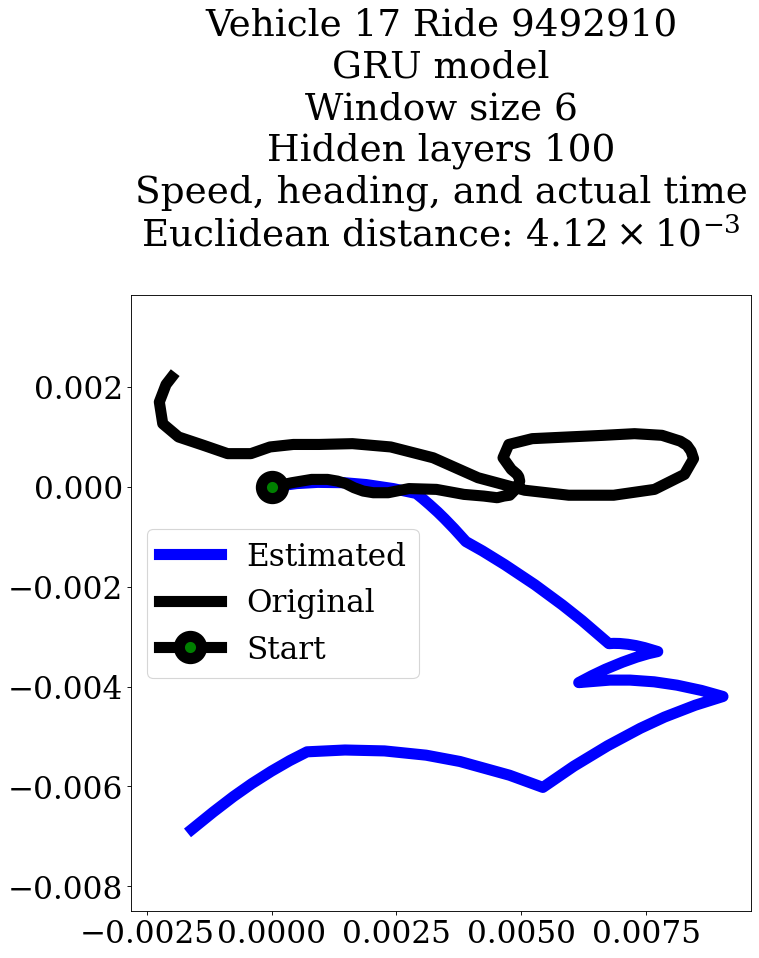 Vehicle 17 Ride 9492910
GRU model
Window size 6
Hidden layers 100
Speed, heading, and actual time
Euclidean distance: 4.12 × 10⁻³
0.002
0.000
−0.002
−0.004
−0.006
−0.008
Estimated
Original
Start
−0.0025 0.0000 0.0025 0.0050 0.0075